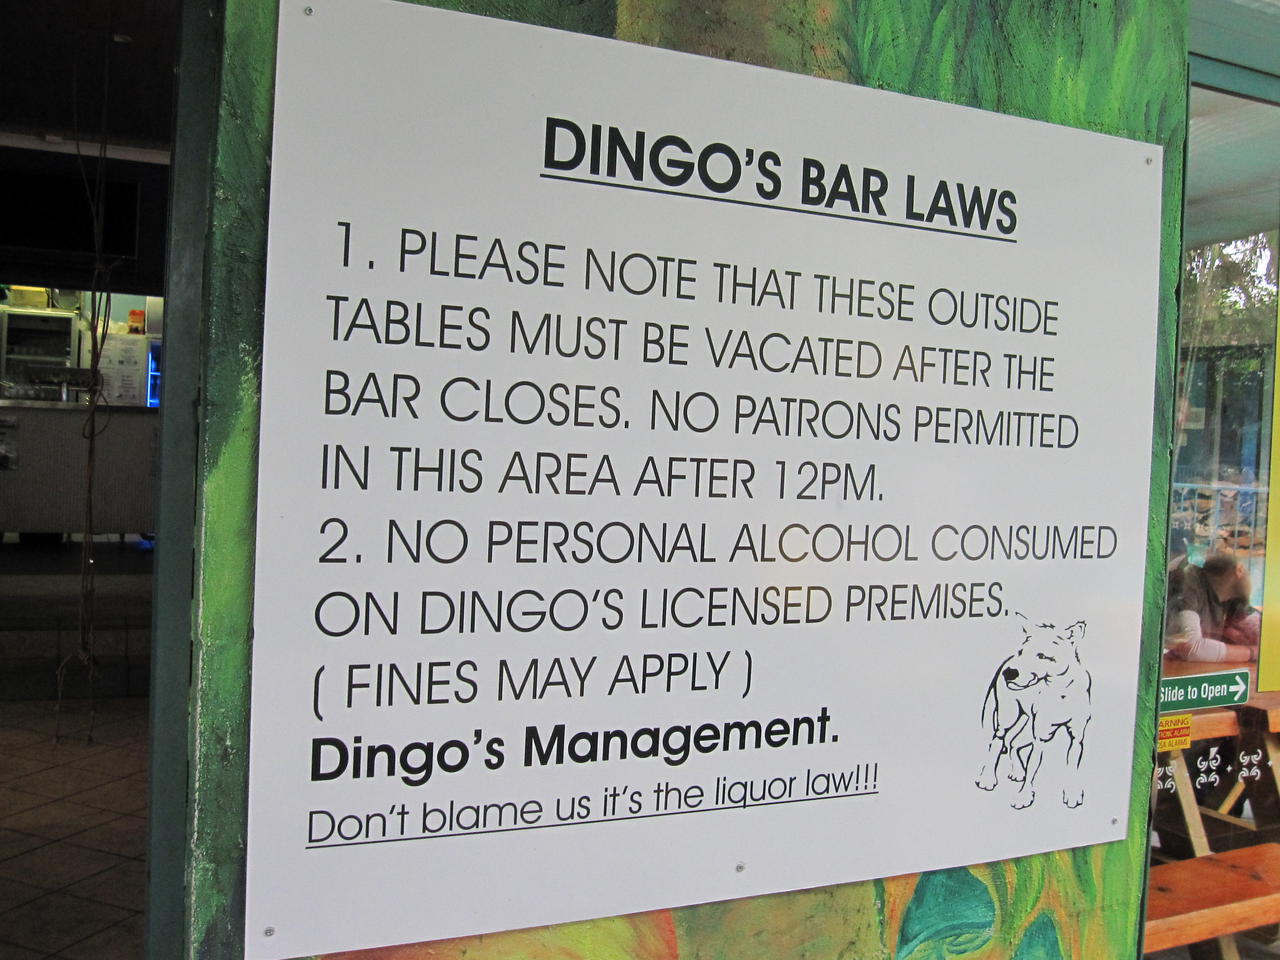 DINGO'S BAR LAWS
1. PLEASE NOTE THAT THESE OUTSIDE
TABLES MUST BE VACATED AFTER THE
BAR CLOSES. NO PATRONS PERMITTED
IN THIS AREA AFTER 12PM.
2. NO PERSONAL ALCOHOL CONSUMED
ON DINGO'S LICENSED PREMISES.
( FINES MAY APPLY )
Dingo's Management.
Don't blame us it's the liquor law!!!
Slide to Open
ALARMS